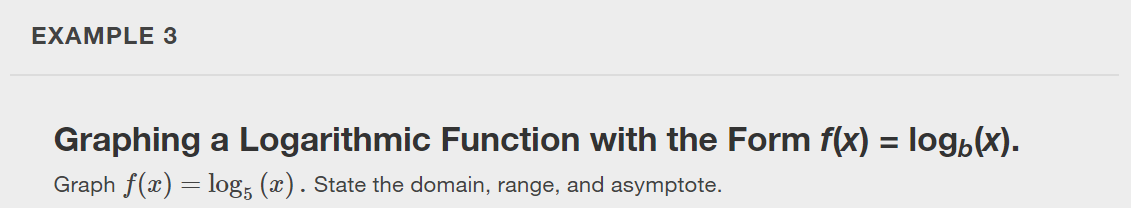 EXAMPLE 3
Graphing a Logarithmic Function with the Form f(x) = log_b(x).
Graph f(x) = log_5 (x). State the domain, range, and asymptote.